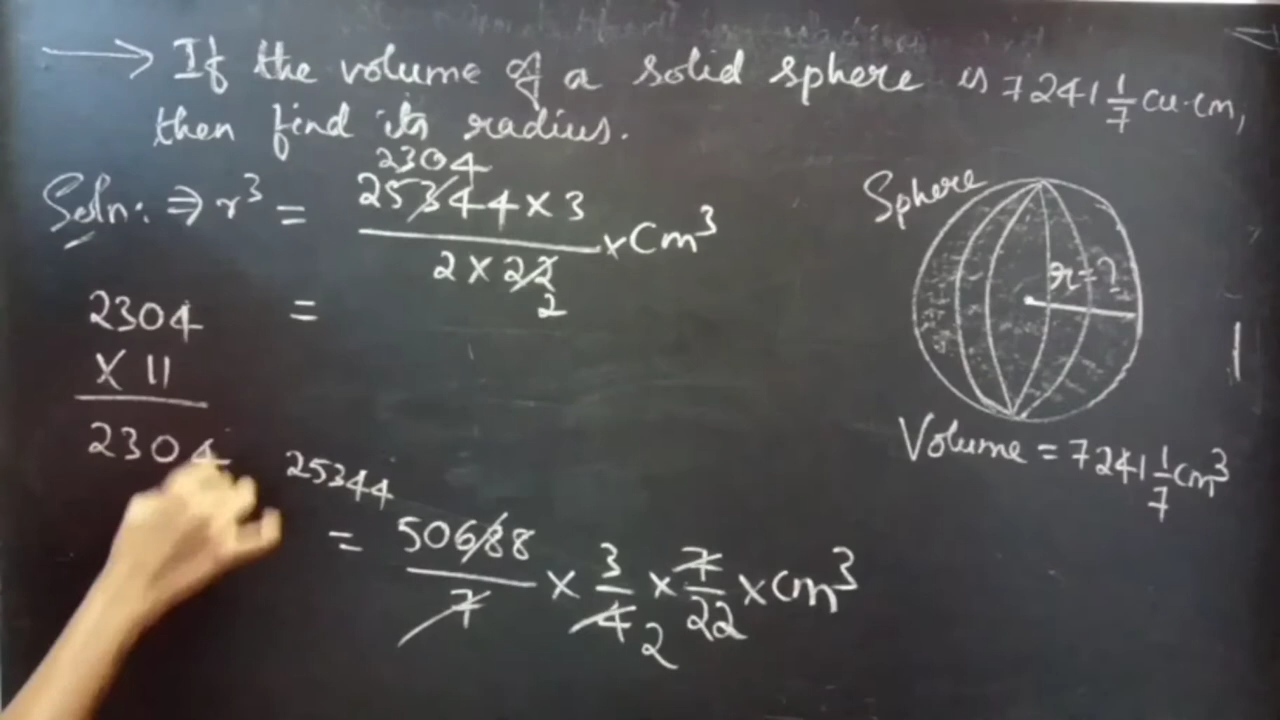 → If the volume of a solid sphere is 7241 1/7 cu.cm,
then find its radius.
Soln: ⇒ r³ = 25344 × 3 / 2 × 22 × Cm³
2304
2
=
2304
× 11
2304
25344
= 50688/7 × 3/4 × 7/22 × Cm³
2
Sphere
r = ?
Volume = 7241 1/7 cm³